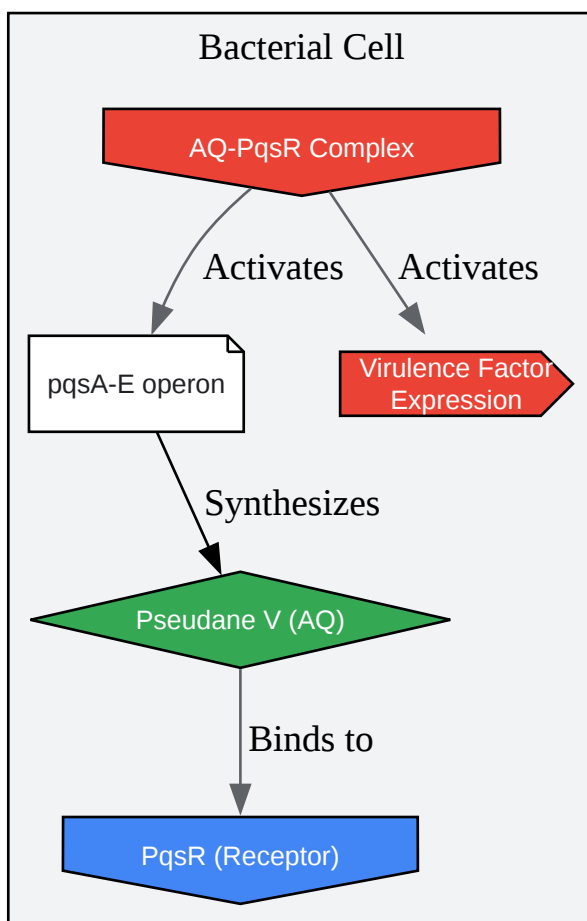 Bacterial Cell
AQ-PqsR Complex
Activates
Activates
pqsA-E operon
Virulence Factor
Expression
Synthesizes
Pseudane V (AQ)
Binds to
PqsR (Receptor)